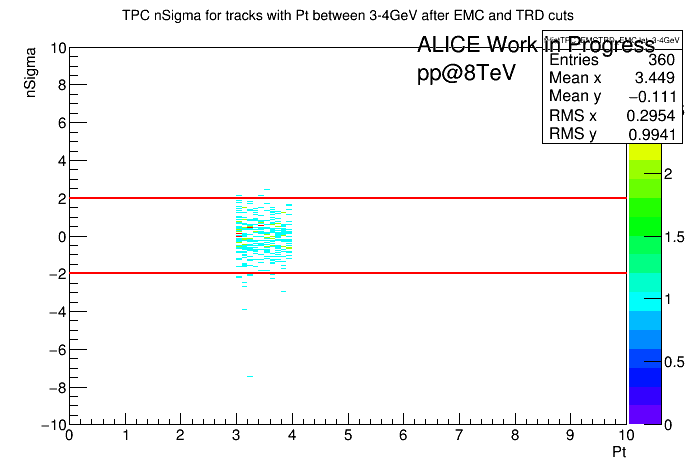 TPC nSigma for tracks with Pt between 3-4GeV after EMC and TRD cuts
ALICE Work in Progress
pp@8TeV
Entries 360
Mean x 3.449
Mean y −0.111
RMS x 0.2954
RMS y 0.9941
nSigma
10
8
6
4
2
0
−2
−4
−6
−8
−10
0 1 2 3 4 5 6 7 8 9 10
Pt
2
1.5
1
0.5
0